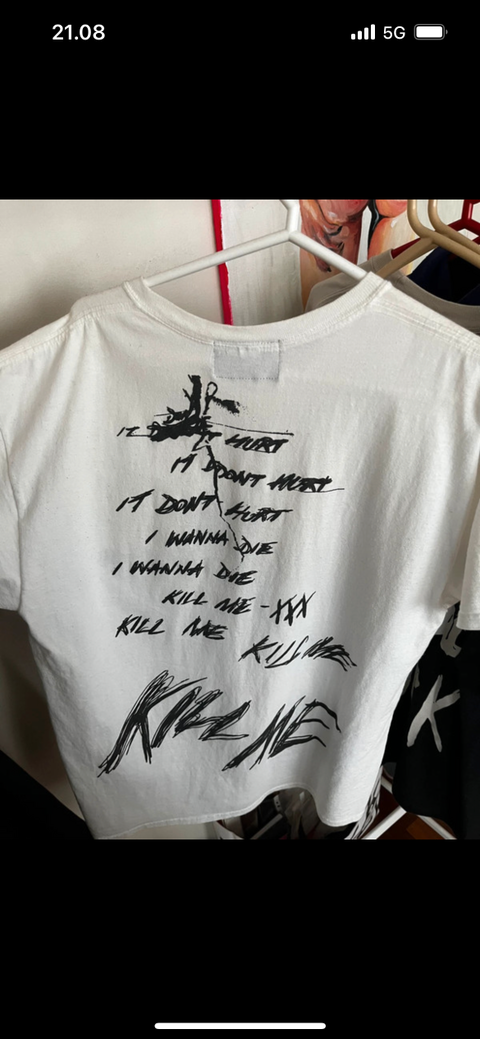 21.08
5G
IT DONT HURT
IT DONT HURT
IT DONT HURT
I WANNA DIE
I WANNA DIE
KILL ME -XXX
KILL ME
KILL ME
KILL ME
K